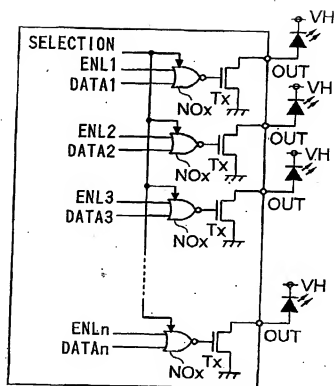 VH
SELECTION
ENL1
DATA1
OUT
NOx
Tx
VH
ENL2
DATA2
OUT
NOx
Tx
VH
ENL3
DATA3
OUT
NOx
Tx
VH
ENLn
DATAn
OUT
NOx
Tx